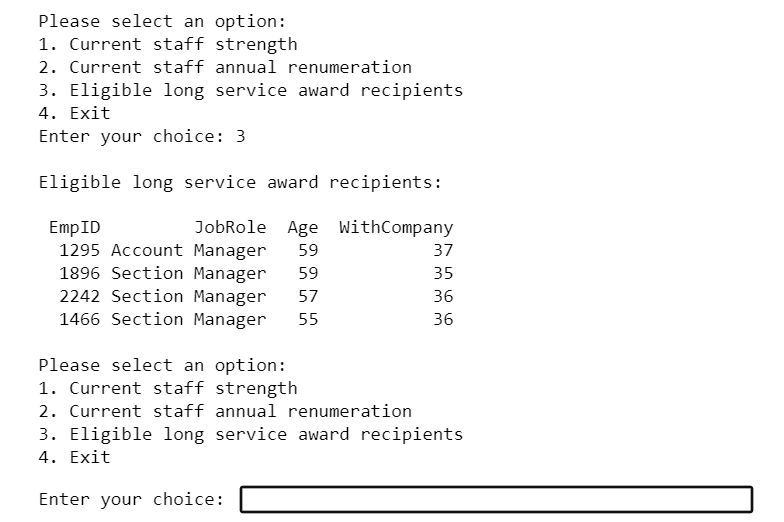 Please select an option:
1. Current staff strength
2. Current staff annual renumeration
3. Eligible long service award recipients
4. Exit
Enter your choice: 3
Eligible long service award recipients:
EmpID JobRole Age WithCompany
1295 Account Manager 59 37
1896 Section Manager 59 35
2242 Section Manager 57 36
1466 Section Manager 55 36
Please select an option:
1. Current staff strength
2. Current staff annual renumeration
3. Eligible long service award recipients
4. Exit
Enter your choice: